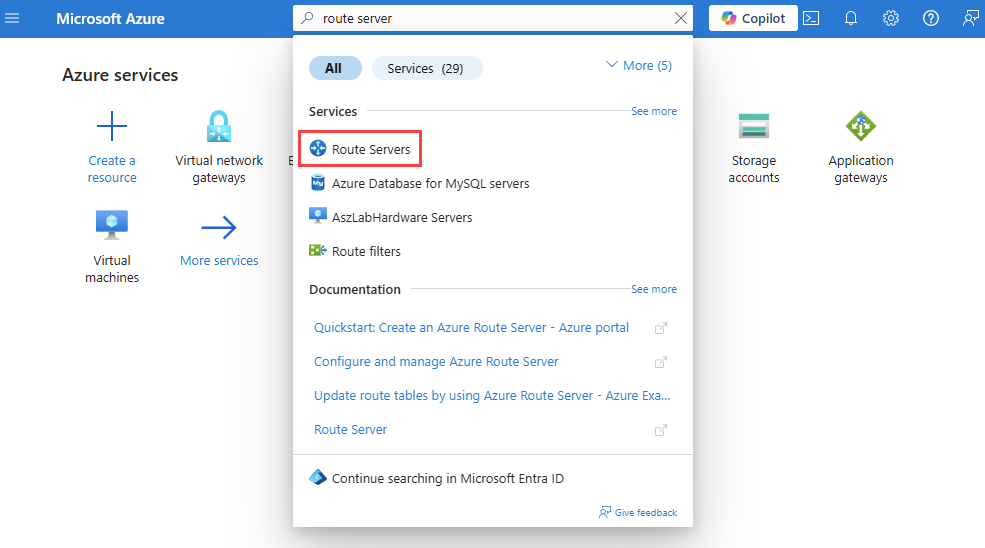 Microsoft Azure
route server
Copilot
Azure services
All
Services (29)
More (5)
Services
See more
Create a
resource
Virtual network
gateways
Route Servers
Azure Database for MySQL servers
AszLabHardware Servers
Route filters
Storage
accounts
Application
gateways
Virtual
machines
More services
Documentation
See more
Quickstart: Create an Azure Route Server - Azure portal
Configure and manage Azure Route Server
Update route tables by using Azure Route Server - Azure Exa...
Route Server
Continue searching in Microsoft Entra ID
Give feedback